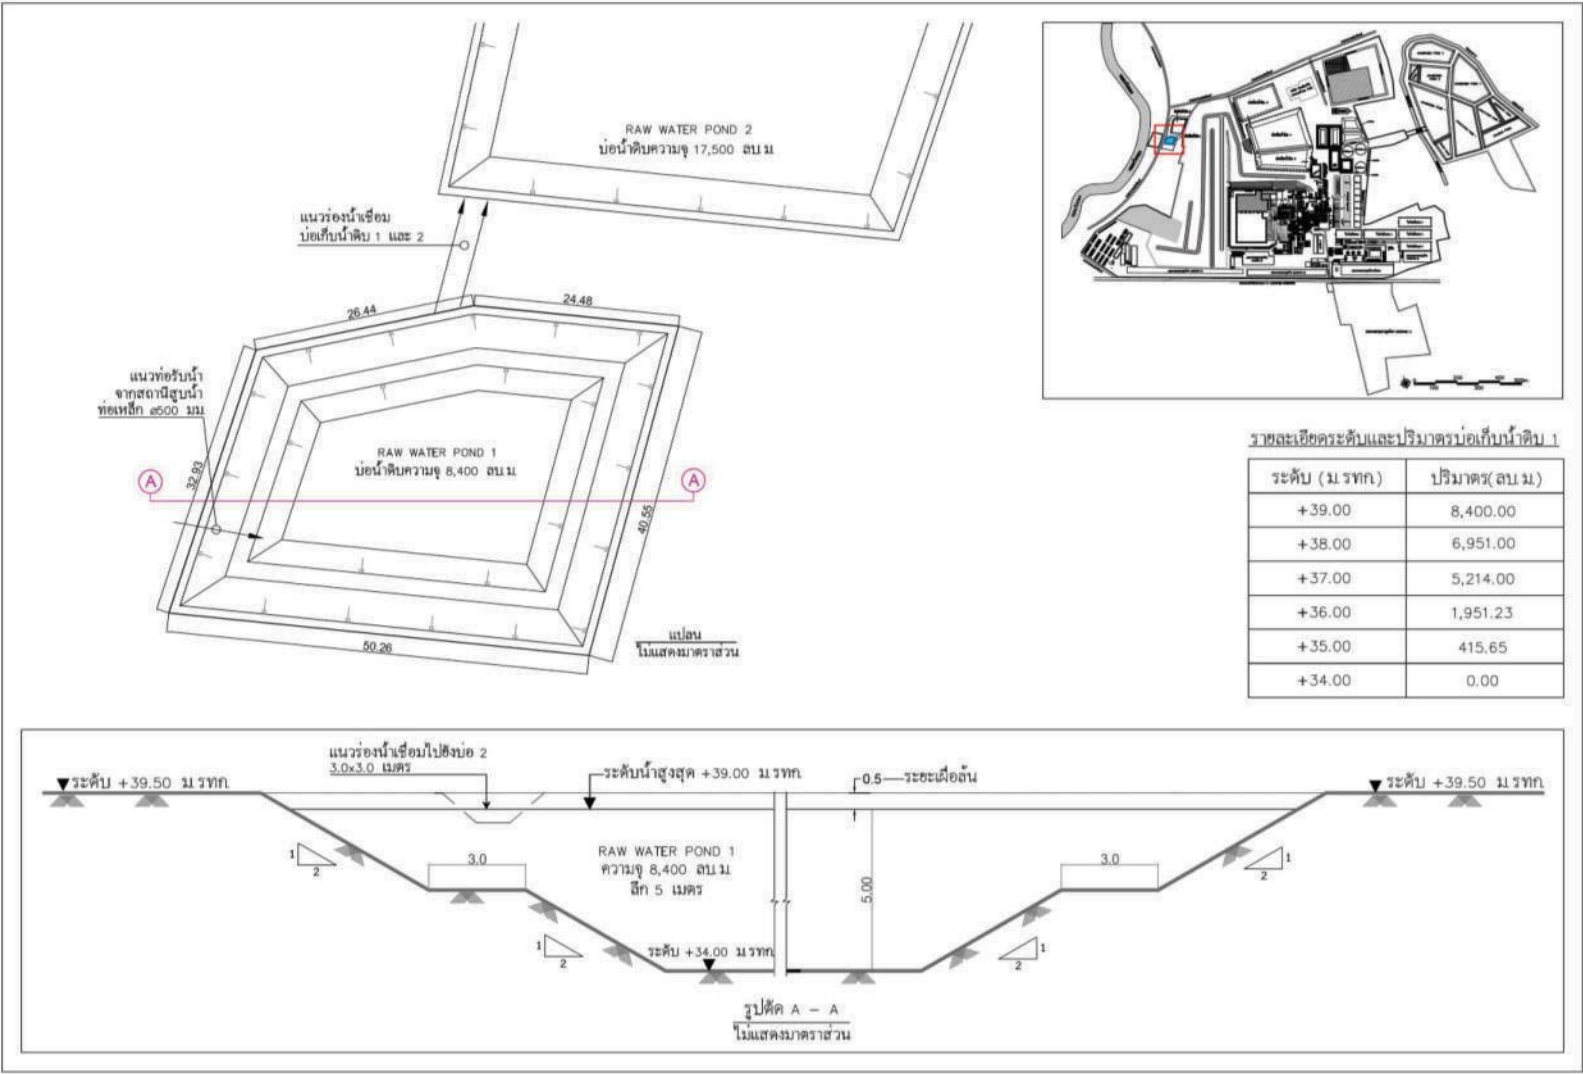 RAW WATER POND 2
บ่อน้ำดิบความจุ 17,500 ลบ.ม.
แนวร่องน้ำเชื่อม
บ่อเก็บน้ำดิบ 1 และ 2
26.44
24.48
แนวท่อรับน้ำ
จากสถานีสูบน้ำ
ท่อเหล็ก ø500 มม.
32.93
RAW WATER POND 1
บ่อน้ำดิบความจุ 8,400 ลบ.ม.
A
A
40.55
50.26
แปลน
ไม่แสดงมาตราส่วน
รายละเอียดระดับและปริมาตรบ่อเก็บน้ำดิบ 1
ระดับ (ม.รทก.) ปริมาตร(ลบ.ม.)
+39.00 8,400.00
+38.00 6,951.00
+37.00 5,214.00
+36.00 1,951.23
+35.00 415.65
+34.00 0.00
แนวร่องน้ำเชื่อมไปยังบ่อ 2
3.0x3.0 เมตร
ระดับ +39.50 ม.รทก.
ระดับน้ำสูงสุด +39.00 ม.รทก.
0.5 ระยะเผื่อล้น
ระดับ +39.50 ม.รทก.
1
2
3.0
RAW WATER POND 1
ความจุ 8,400 ลบ.ม.
ลึก 5 เมตร
5.00
3.0
1
2
1
2
ระดับ +34.00 ม.รทก.
1
2
รูปตัด A - A
ไม่แสดงมาตราส่วน